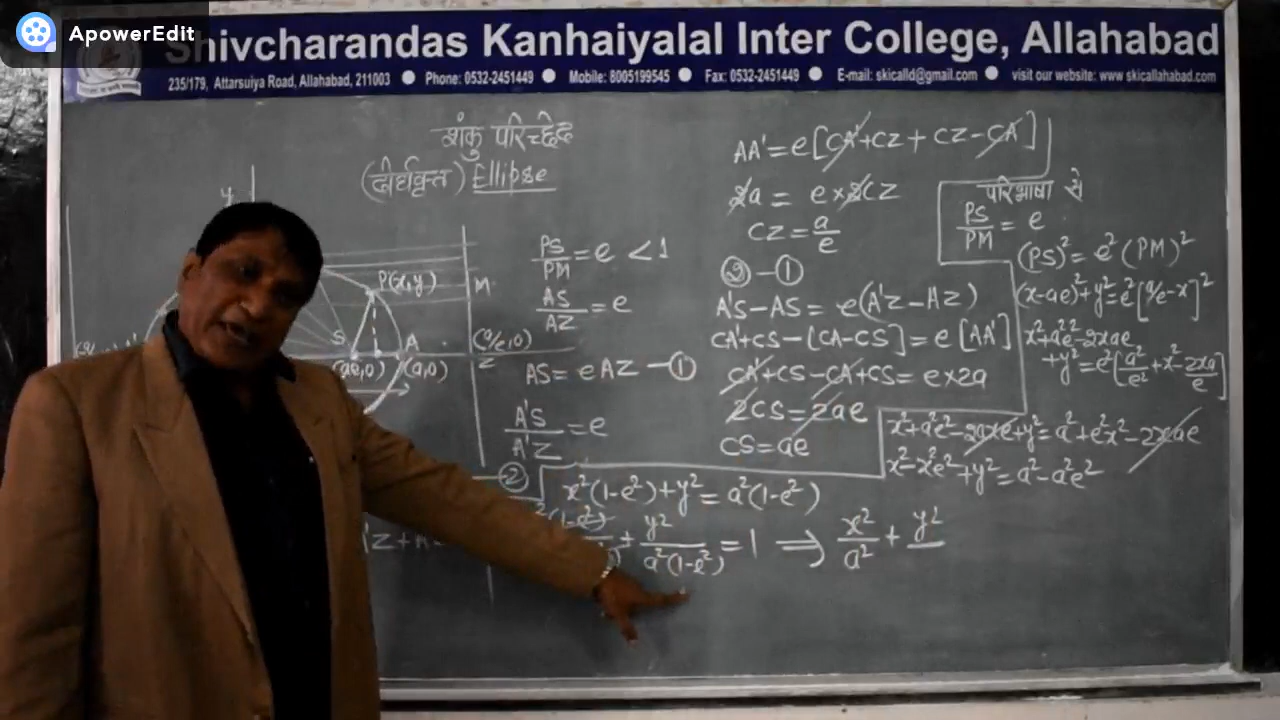 ApowerEdit
Shivcharandas Kanhaiyalal Inter College, Allahabad
235/179, Attarsuiya Road, Allahabad, 211003 ● Phone: 0532-2451449 ● Mobile: 8005199545 ● Fax: 0532-2451449 ● E-mail: skicalld@gmail.com ● visit our website: www.skicallahabad.com
शंकु परिच्छेद
(दीर्घवृत्त) Ellipse
y
P(x,y)
M
S
A
(a/e,0)
Z
(ae,0)
(a,0)
PS/PM = e < 1
AS/AZ = e
AS = eAZ — ①
A'S/A'Z = e
— ②
AA' = e[CA'+CZ + CZ-CA]
2a = e×2CZ
CZ = a/e
② - ①
A'S-AS = e(A'Z-AZ)
CA'+CS-[CA-CS] = e[AA']
CA'+CS-CA+CS = e×2a
2CS = 2ae
CS = ae
परिभाषा से
PS/PM = e
(PS)² = e²(PM)²
(x-ae)²+y² = e²[a/e-x]²
x²+a²e²-2xae
+y² = e²[a²/e²+x²-2xa/e]
x²+a²e²-2axe+y² = a²+e²x²-2xae
x²-x²e²+y² = a²-a²e²
x²(1-e²)+y² = a²(1-e²)
+ y²/a²(1-e²) = 1 ⇒ x²/a² + y²